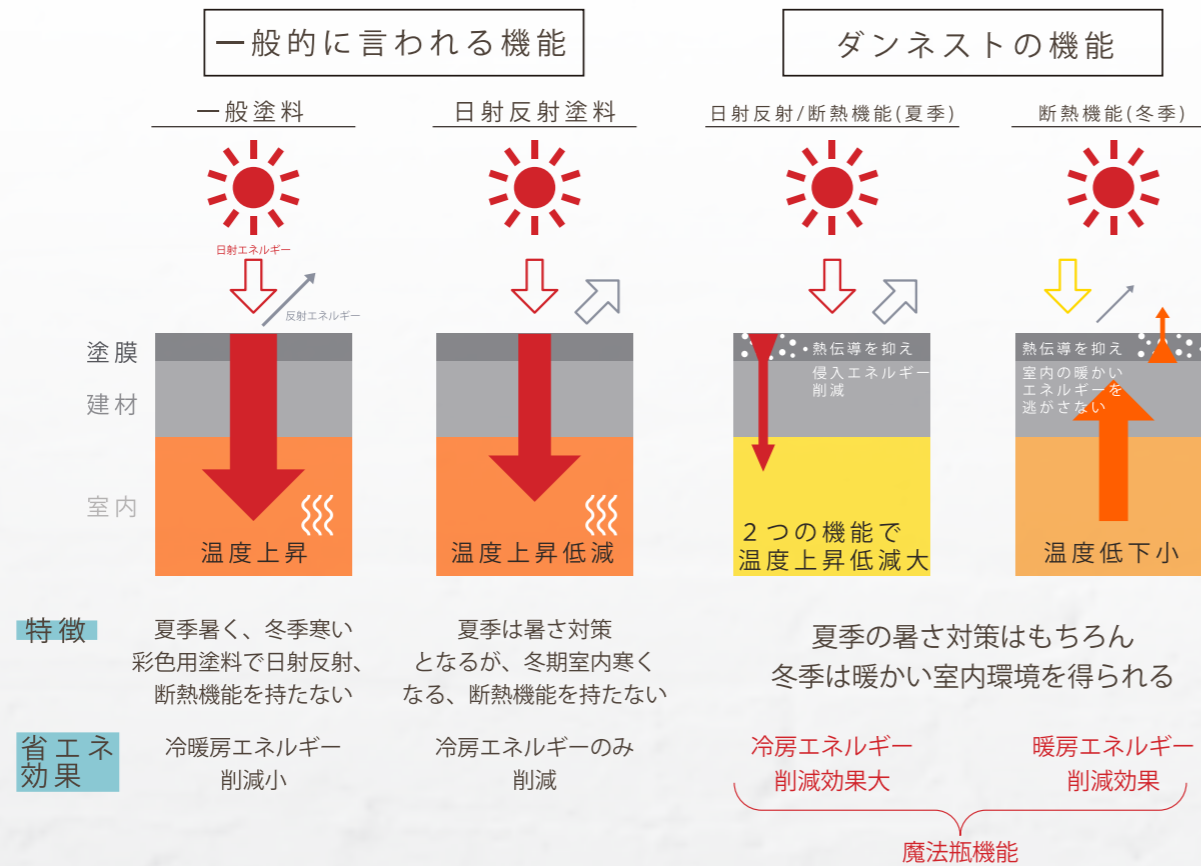 一般的に言われる機能
ダンネストの機能
一般塗料
日射反射塗料
日射反射/断熱機能(夏季)
断熱機能(冬季)
日射エネルギー
反射エネルギー
塗膜
建材
室内
温度上昇
温度上昇低減
熱伝導を抑え
侵入エネルギー
削減
２つの機能で
温度上昇低減大
熱伝導を抑え
室内の暖かい
エネルギーを
逃がさない
温度低下小
特徴
夏季暑く、冬季寒い
彩色用塗料で日射反射、
断熱機能を持たない
夏季は暑さ対策
となるが、冬期室内寒く
なる、断熱機能を持たない
夏季の暑さ対策はもちろん
冬季は暖かい室内環境を得られる
省エネ
効果
冷暖房エネルギー
削減小
冷房エネルギーのみ
削減
冷房エネルギー
削減効果大
暖房エネルギー
削減効果
魔法瓶機能